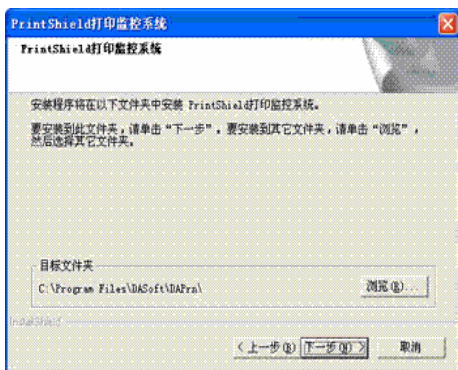 PrintShield打印监控系统
PrintShield打印监控系统
安装程序将在以下文件夹中安装 PrintShield打印监控系统。
要安装到此文件夹，请单击“下一步”。要安装到其它文件夹，请单击“浏览”，
然后选择其它文件夹。
目标文件夹
C:\Program Files\DASoft\DAPra\
浏览(R)...
InstallShield
< 上一步(B)
下一步(N) >
取消